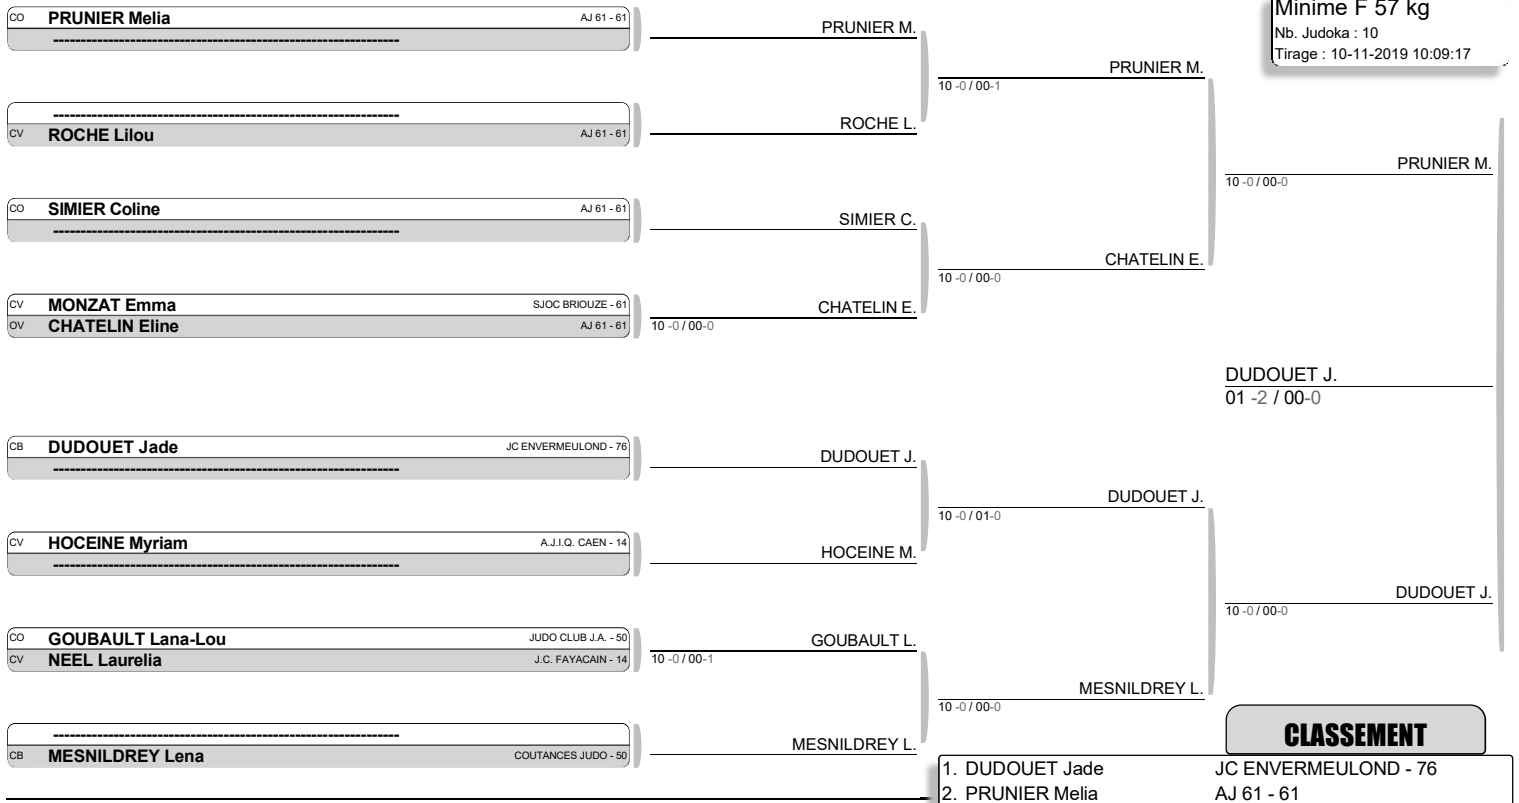 Minime F 57 kg
Nb. Judoka : 10
Tirage : 10-11-2019 10:09:17
CO PRUNIER Melia AJ 61 - 61
------------------------------------------------------------------
------------------------------------------------------------------
CV ROCHE Lilou AJ 61 - 61
CO SIMIER Coline AJ 61 - 61
------------------------------------------------------------------
CV MONZAT Emma SJOC BRIOUZE - 61
OV CHATELIN Eline AJ 61 - 61
CB DUDOUET Jade JC ENVERMEULOND - 76
------------------------------------------------------------------
CV HOCEINE Myriam A.J.I.Q. CAEN - 14
------------------------------------------------------------------
CO GOUBAULT Lana-Lou JUDO CLUB J.A. - 50
CV NEEL Laurelia J.C. FAYACAIN - 14
------------------------------------------------------------------
CB MESNILDREY Lena COUTANCES JUDO - 50
PRUNIER M.
ROCHE L.
SIMIER C.
CHATELIN E.
10 -0 / 00-0
DUDOUET J.
HOCEINE M.
GOUBAULT L.
10 -0 / 00-1
MESNILDREY L.
PRUNIER M.
10 -0 / 00-1
CHATELIN E.
10 -0 / 00-0
DUDOUET J.
10 -0 / 01-0
MESNILDREY L.
10 -0 / 00-0
PRUNIER M.
10 -0 / 00-0
DUDOUET J.
01 -2 / 00-0
DUDOUET J.
10 -0 / 00-0
CLASSEMENT
1. DUDOUET Jade JC ENVERMEULOND - 76
2. PRUNIER Melia AJ 61 - 61